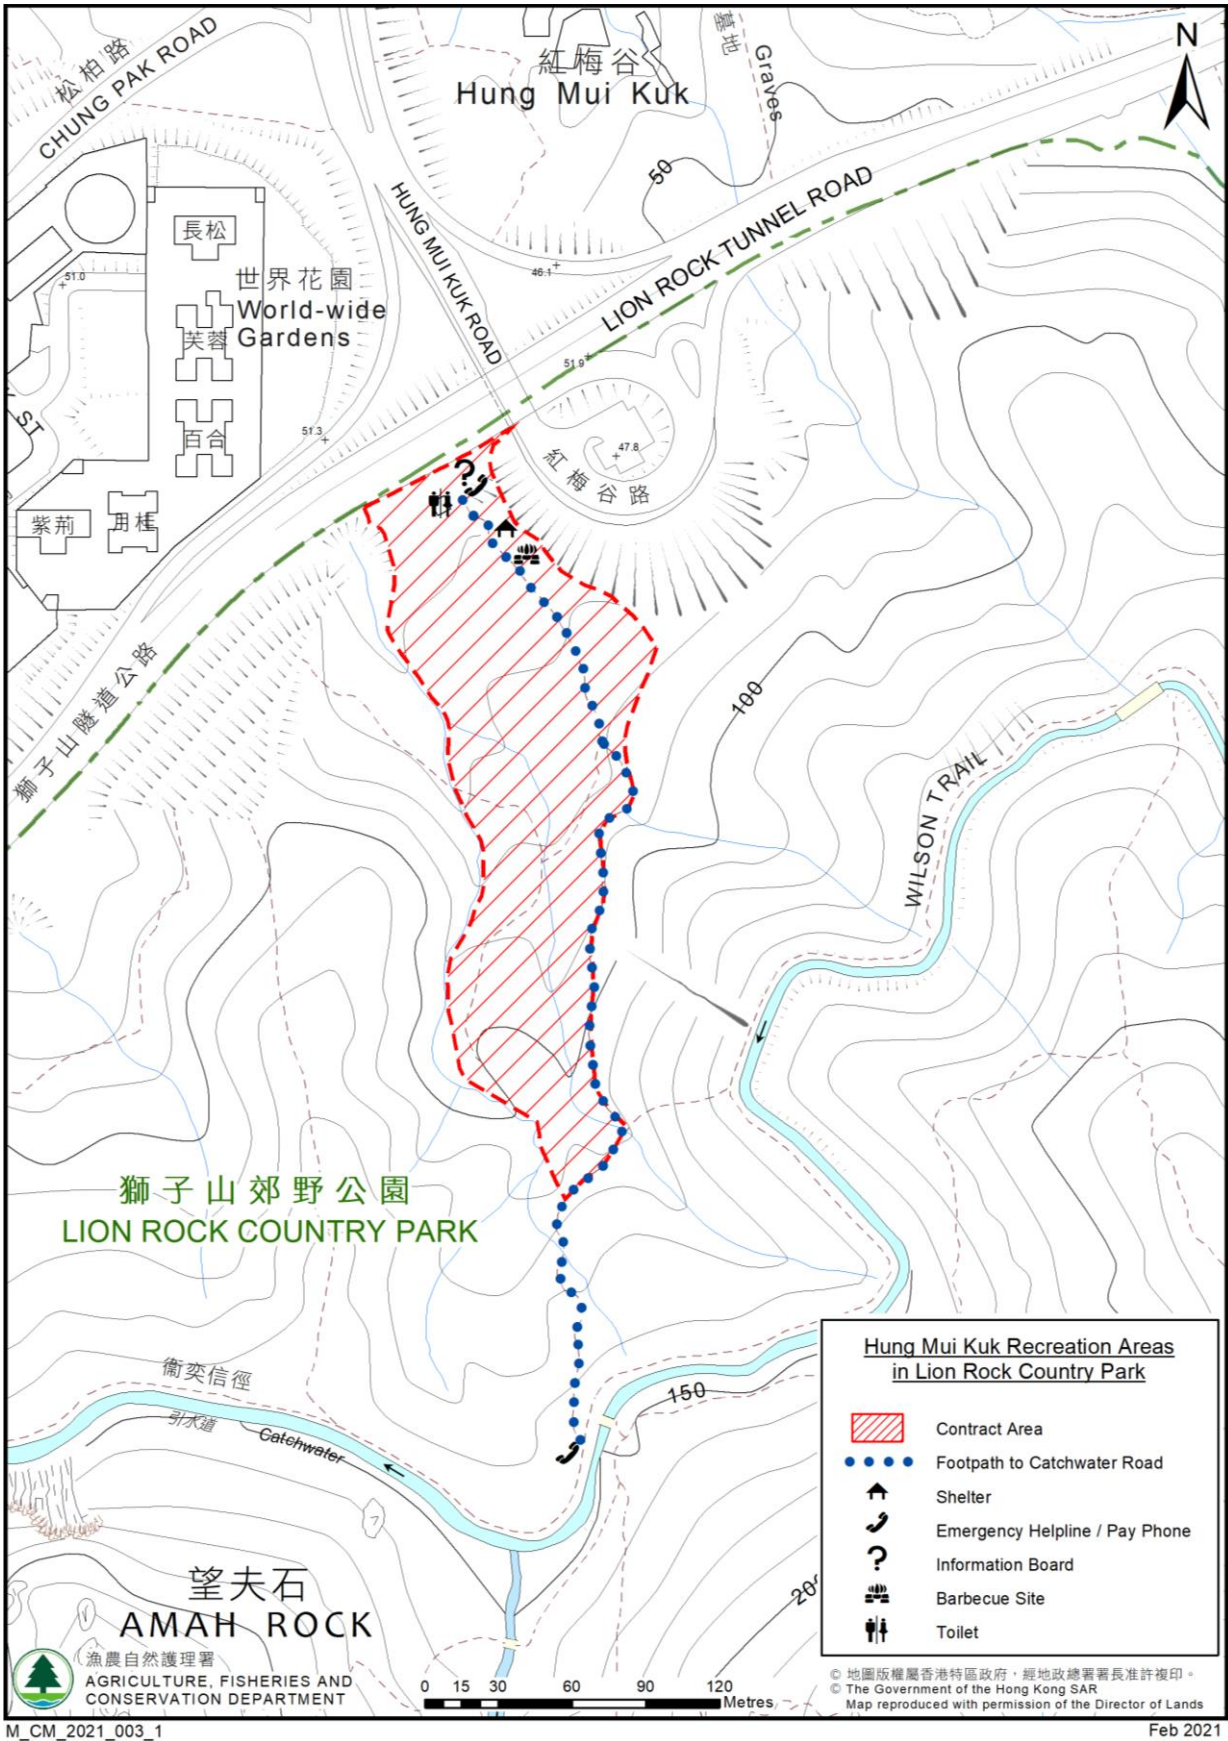 松柏路
CHUNG PAK ROAD
紅梅谷
Hung Mui Kuk
墓地
Graves
N
50
長松
世界花園
World-wide
Gardens
芙蓉
51.0
HUNG MUI KUK ROAD
46.1
LION ROCK TUNNEL ROAD
51.9
51.3
ST
百合
47.8
紅梅谷路
?
紫荊
月桂
獅子山隧道公路
100
WILSON TRAIL
獅子山郊野公園
LION ROCK COUNTRY PARK
衞奕信徑
引水道
Catchwater
150
200
望夫石
AMAH ROCK
漁農自然護理署
AGRICULTURE, FISHERIES AND
CONSERVATION DEPARTMENT
0 15 30 60 90 120
Metres
Hung Mui Kuk Recreation Areas
in Lion Rock Country Park
Contract Area
Footpath to Catchwater Road
Shelter
Emergency Helpline / Pay Phone
? Information Board
Barbecue Site
Toilet
© 地圖版權屬香港特區政府，經地政總署署長准許複印。
© The Government of the Hong Kong SAR
Map reproduced with permission of the Director of Lands
M_CM_2021_003_1
Feb 2021